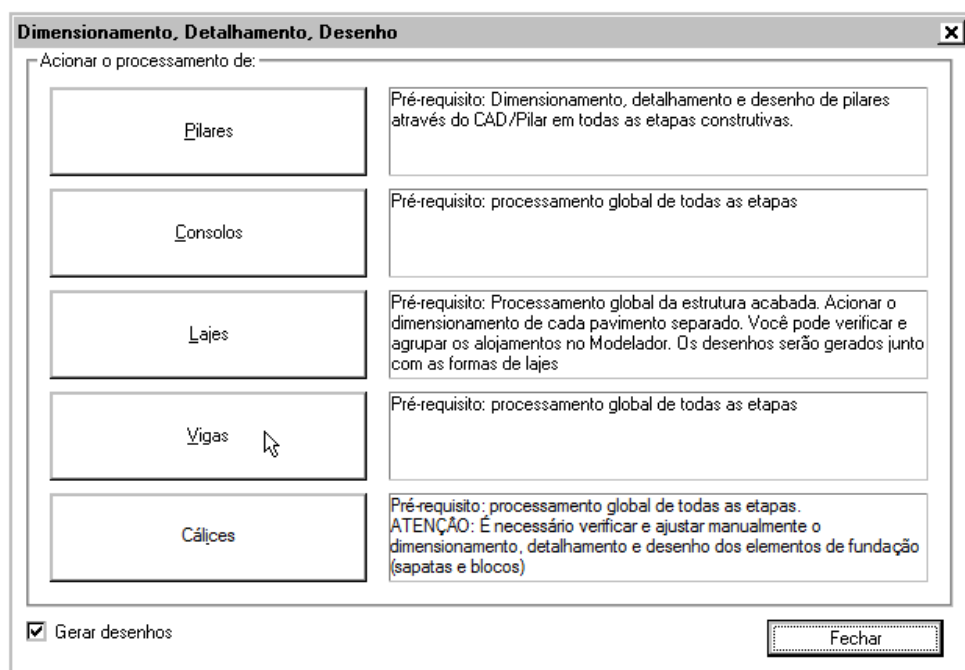 Dimensionamento, Detalhamento, Desenho
Acionar o processamento de:
Pilares
Pré-requisito: Dimensionamento, detalhamento e desenho de pilares
através do CAD/Pilar em todas as etapas construtivas.
Consolos
Pré-requisito: processamento global de todas as etapas
Lajes
Pré-requisito: Processamento global da estrutura acabada. Acionar o
dimensionamento de cada pavimento separado. Você pode verificar e
agrupar os alojamentos no Modelador. Os desenhos serão gerados junto
com as formas de lajes
Vigas
Pré-requisito: processamento global de todas as etapas
Cálices
Pré-requisito: processamento global de todas as etapas.
ATENÇÃO: É necessário verificar e ajustar manualmente o
dimensionamento, detalhamento e desenho dos elementos de fundação
(sapatas e blocos)
Gerar desenhos
Fechar